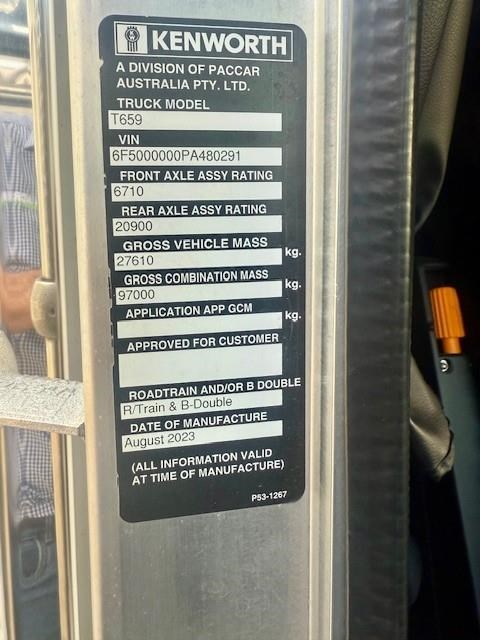 KENWORTH
A DIVISION OF PACCAR
AUSTRALIA PTY. LTD.
TRUCK MODEL
T659
VIN
6F5000000PA480291
FRONT AXLE ASSY RATING
6710
REAR AXLE ASSY RATING
20900
GROSS VEHICLE MASS
27610 kg.
GROSS COMBINATION MASS
97000 kg.
APPLICATION APP GCM
kg.
APPROVED FOR CUSTOMER
ROADTRAIN AND/OR B DOUBLE
R/Train & B-Double
DATE OF MANUFACTURE
August 2023
(ALL INFORMATION VALID
AT TIME OF MANUFACTURE)
P53-1267